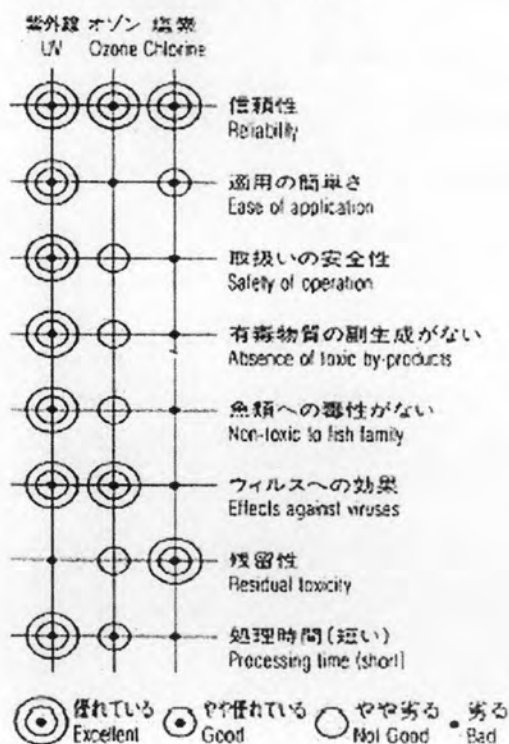 紫外線 オゾン 塩素
UV Ozone Chlorine
信頼性
Reliability
適用の簡単さ
Ease of application
取扱いの安全性
Safety of operation
有毒物質の副生成がない
Absence of toxic by-products
魚類への毒性がない
Non-toxic to fish family
ウィルスへの効果
Effects against viruses
残留性
Residual toxicity
処理時間(短い)
Processing time (short)
優れている やや優れている やや劣る 劣る
Excellent Good Not Good Bad